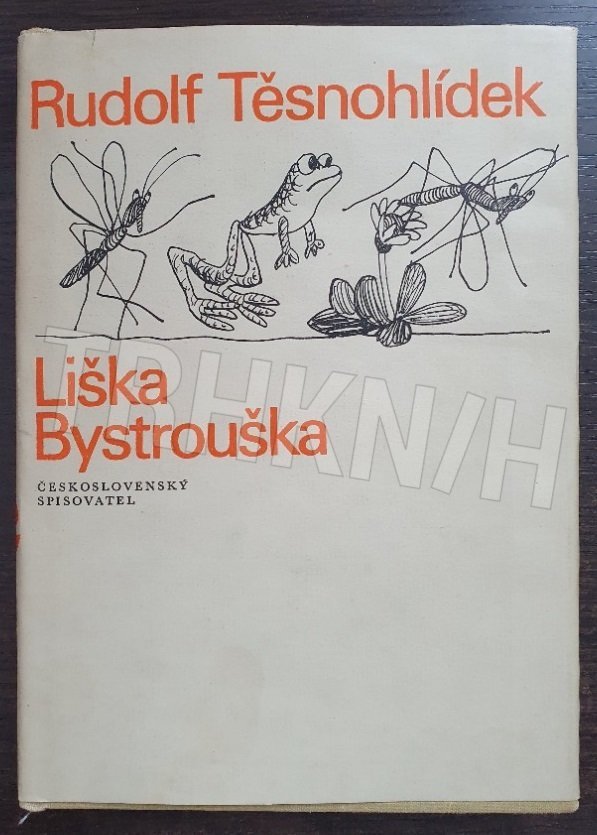 Rudolf Těsnohlídek
Liška
Bystrouška
ČESKOSLOVENSKÝ
SPISOVATEL
TRHKNIH